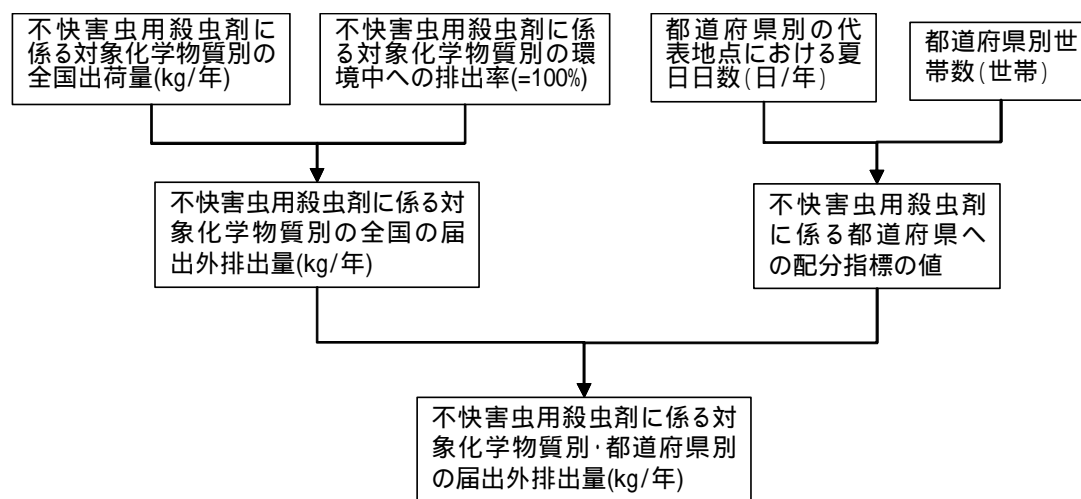 不快害虫用殺虫剤に
係る対象化学物質別の
全国出荷量(kg/年)
不快害虫用殺虫剤に係
る対象化学物質別の環
境中への排出率(=100%)
都道府県別の代
表地点における夏
日日数(日/年)
都道府県別世
帯数(世帯)
不快害虫用殺虫剤に係る対
象化学物質別の全国の届
出外排出量(kg/年)
不快害虫用殺虫剤
に係る都道府県へ
の配分指標の値
不快害虫用殺虫剤に係る対
象化学物質別･都道府県別
の届出外排出量(kg/年)